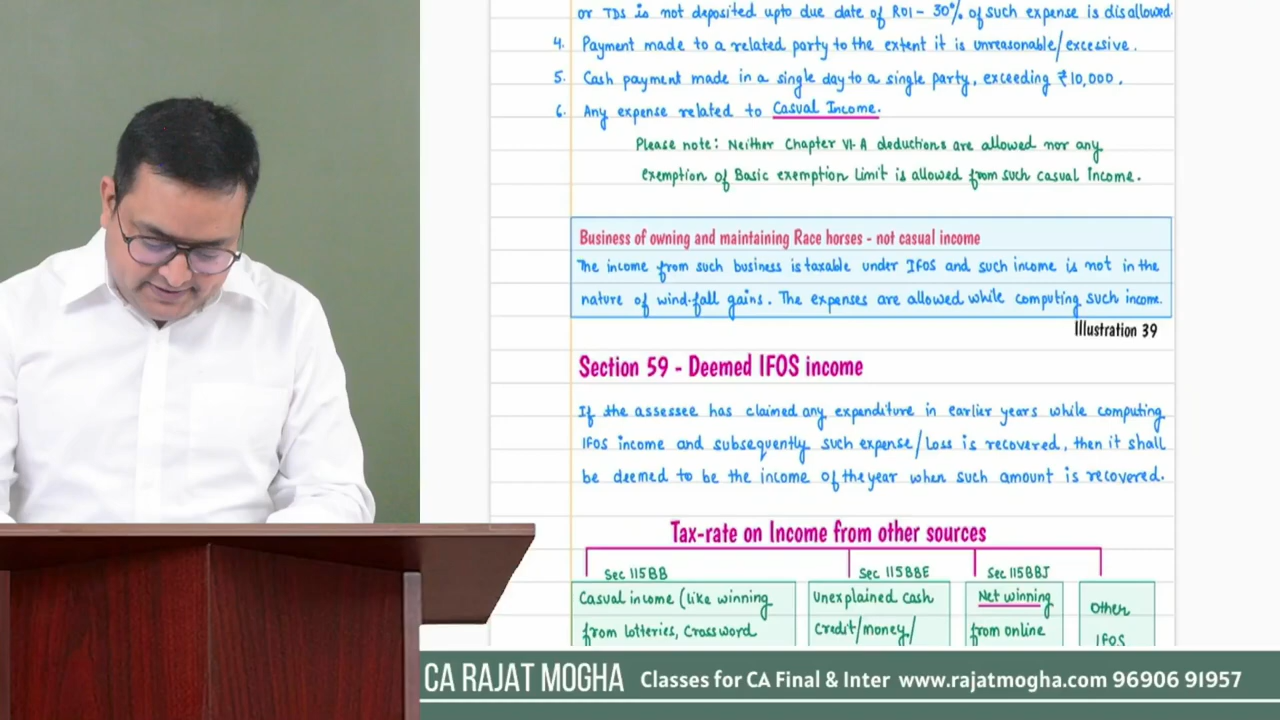 or TDS is not deposited upto due date of ROI - 30% of such expense is disallowed.
4. Payment made to a related party to the extent it is unreasonable/excessive.
5. Cash payment made in a single day to a single party, exceeding ₹10,000.
6. Any expense related to Casual Income.
Please note: Neither Chapter VI-A deductions are allowed nor any
exemption of Basic exemption Limit is allowed from such casual Income.
Business of owning and maintaining Race horses - not casual income
The income from such business is taxable under IFOS and such income is not in the
nature of wind-fall gains. The expenses are allowed while computing such income.
Illustration 39
Section 59 - Deemed IFOS income
If the assessee has claimed any expenditure in earlier years while computing
IFOS income and subsequently such expense/Loss is recovered, then it shall
be deemed to be the income of the year when such amount is recovered.
Tax-rate on Income from other sources
Sec 115BB
Casual income (like winning
from lotteries, Crossword
Sec 115BBE
Unexplained cash
credit/money/
Sec 115BBJ
Net winning
from online
Other
IFOS
CA RAJAT MOGHA Classes for CA Final & Inter www.rajatmogha.com 96906 91957